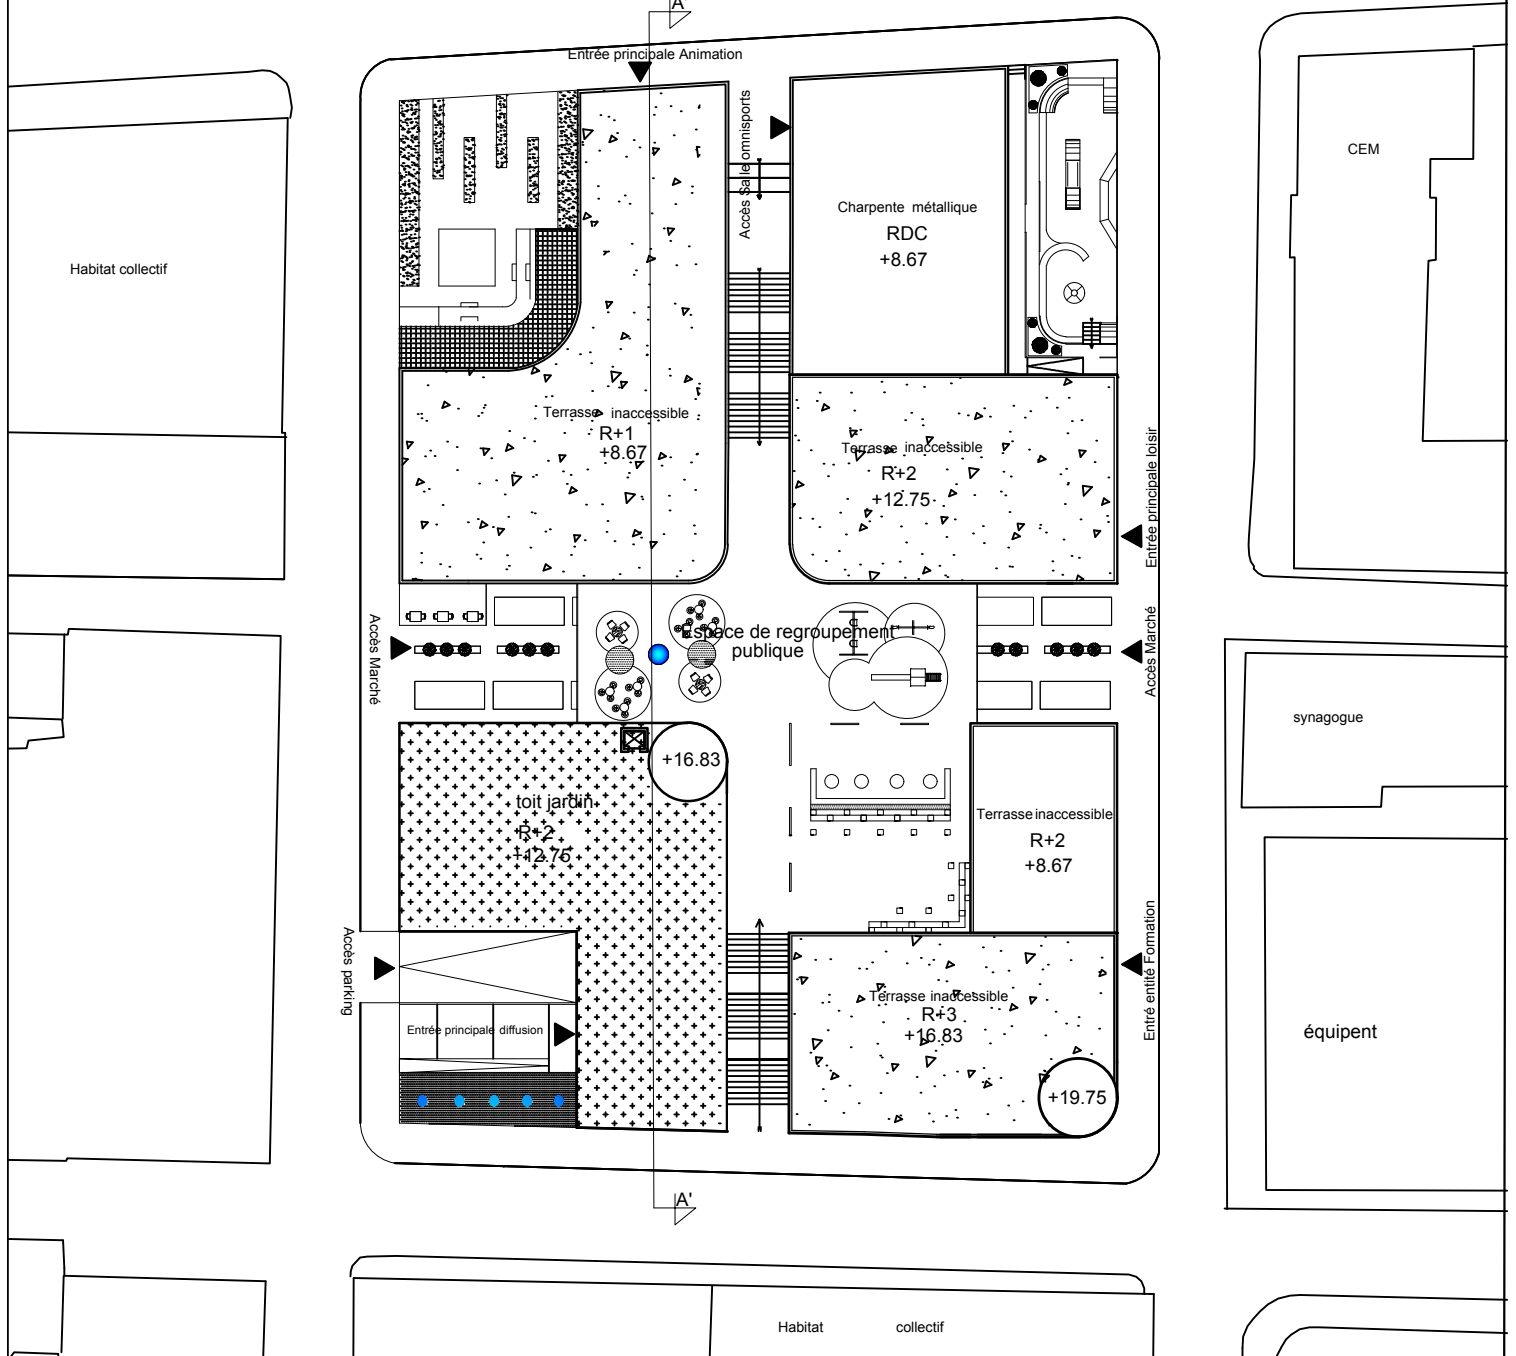 A
Entrée principale Animation
Accès Salle omnisports
CEM
Charpente métallique
RDC
+8.67
Habitat collectif
Terrasse inaccessible
R+1
+8.67
Terrasse inaccessible
R+2
+12.75
Entrée principale loisir
Accès Marché
Espace de regroupement
publique
Accès Marché
synagogue
+16.83
toit jardin
R+2
+12.75
Terrasse inaccessible
R+2
+8.67
Accès parking
Entré entité Formation
Terrasse inaccessible
R+3
+16.83
Entrée principale diffusion
équipent
+19.75
A'
Habitat collectif